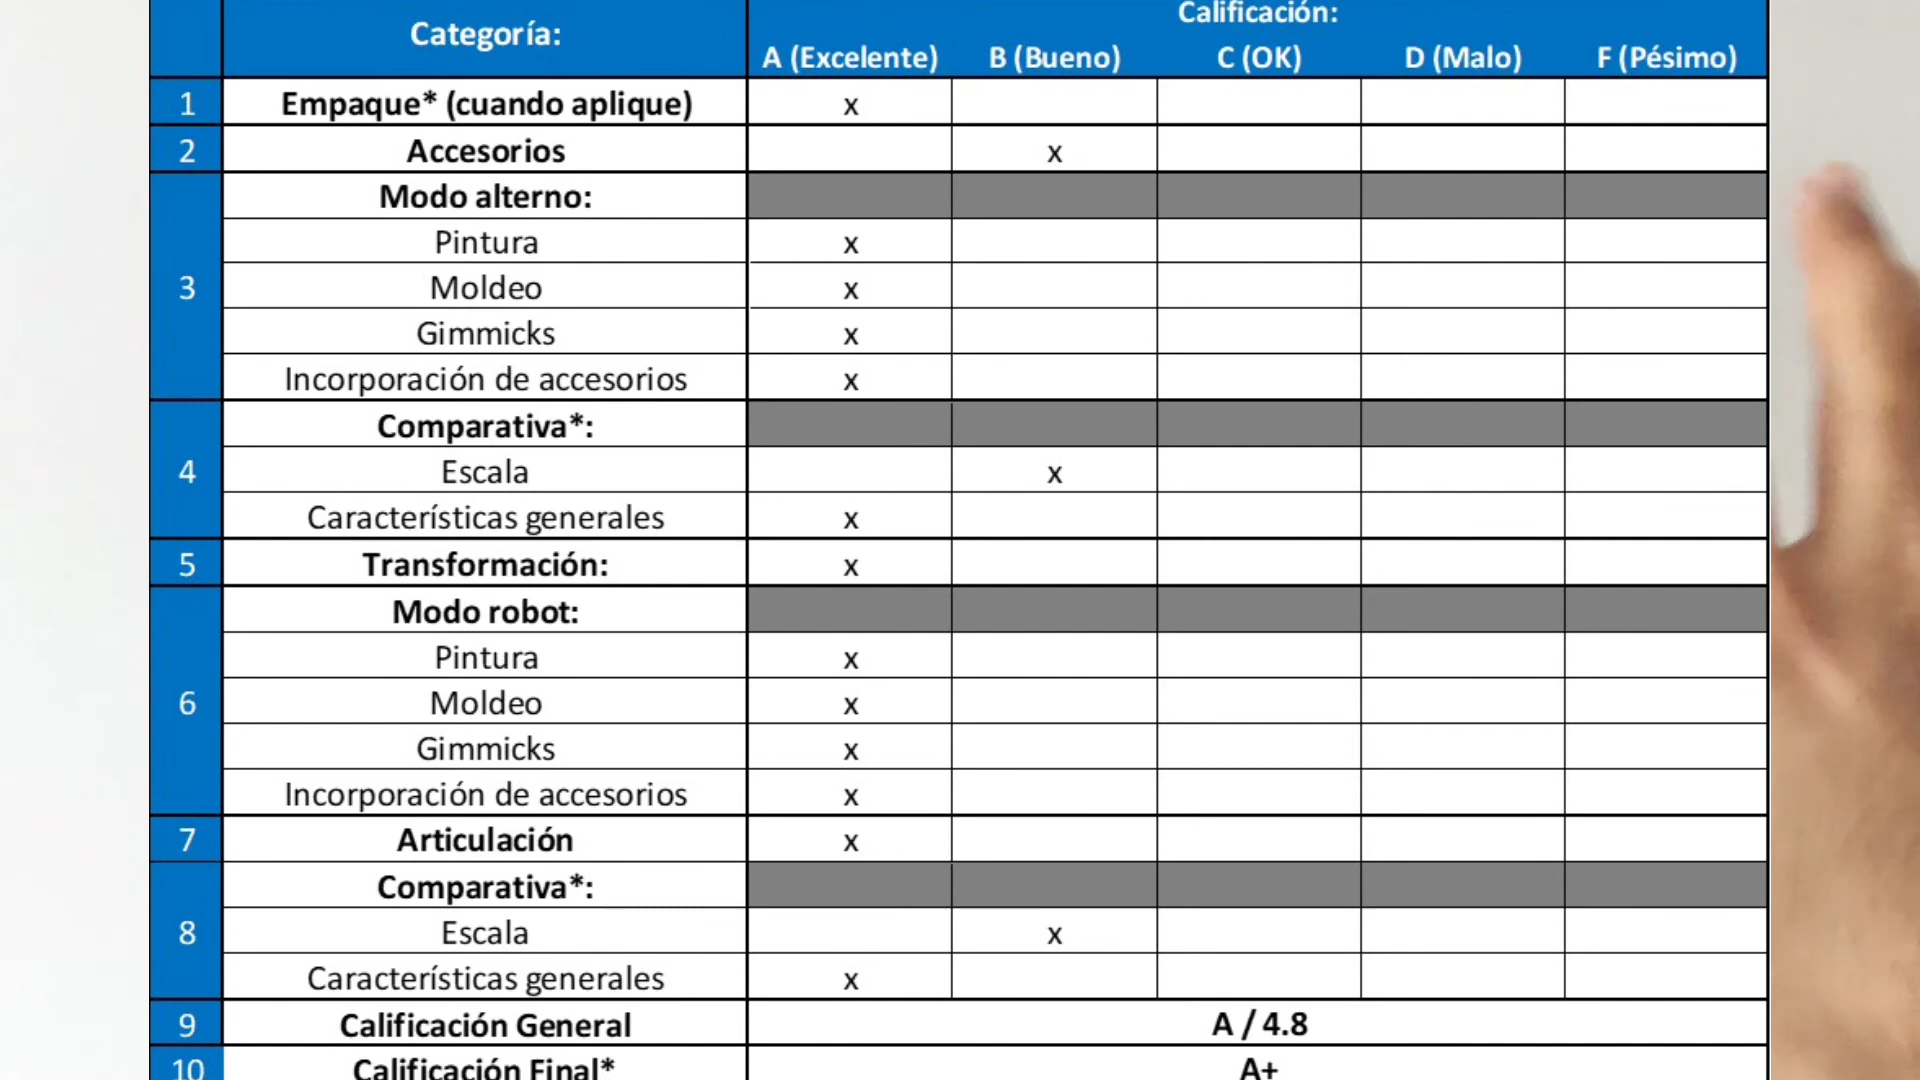 Categoría: Calificación:
A (Excelente) B (Bueno) C (OK) D (Malo) F (Pésimo)
1 Empaque* (cuando aplique) x
2 Accesorios x
Modo alterno:
Pintura x
3 Moldeo x
Gimmicks x
Incorporación de accesorios x
Comparativa*:
4 Escala x
Características generales x
5 Transformación: x
Modo robot:
Pintura x
6 Moldeo x
Gimmicks x
Incorporación de accesorios x
7 Articulación x
Comparativa*:
8 Escala x
Características generales x
9 Calificación General A / 4.8
10 Calificación Final* A+